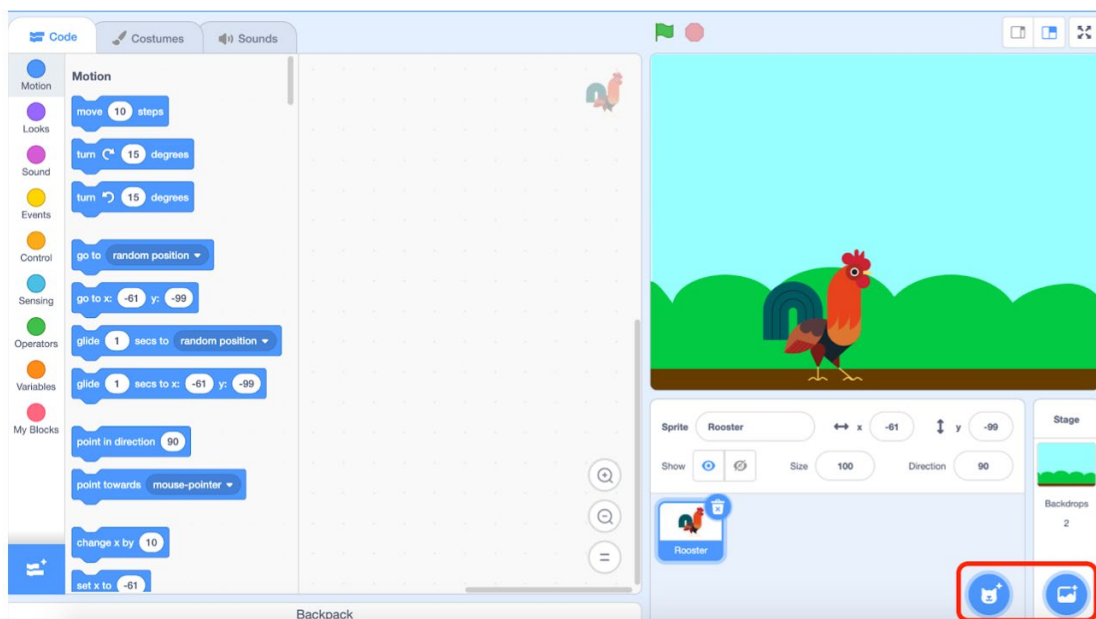 Code
Costumes
Sounds
Motion
Looks
Sound
Events
Control
Sensing
Operators
Variables
My Blocks
Motion
move 10 steps
turn 15 degrees
turn 15 degrees
go to random position
go to x: -61 y: -99
glide 1 secs to random position
glide 1 secs to x: -61 y: -99
point in direction 90
point towards mouse-pointer
change x by 10
set x to -61
Backpack
Sprite Rooster x -61 y -99
Show Size 100 Direction 90
Rooster
Stage
Backdrops
2